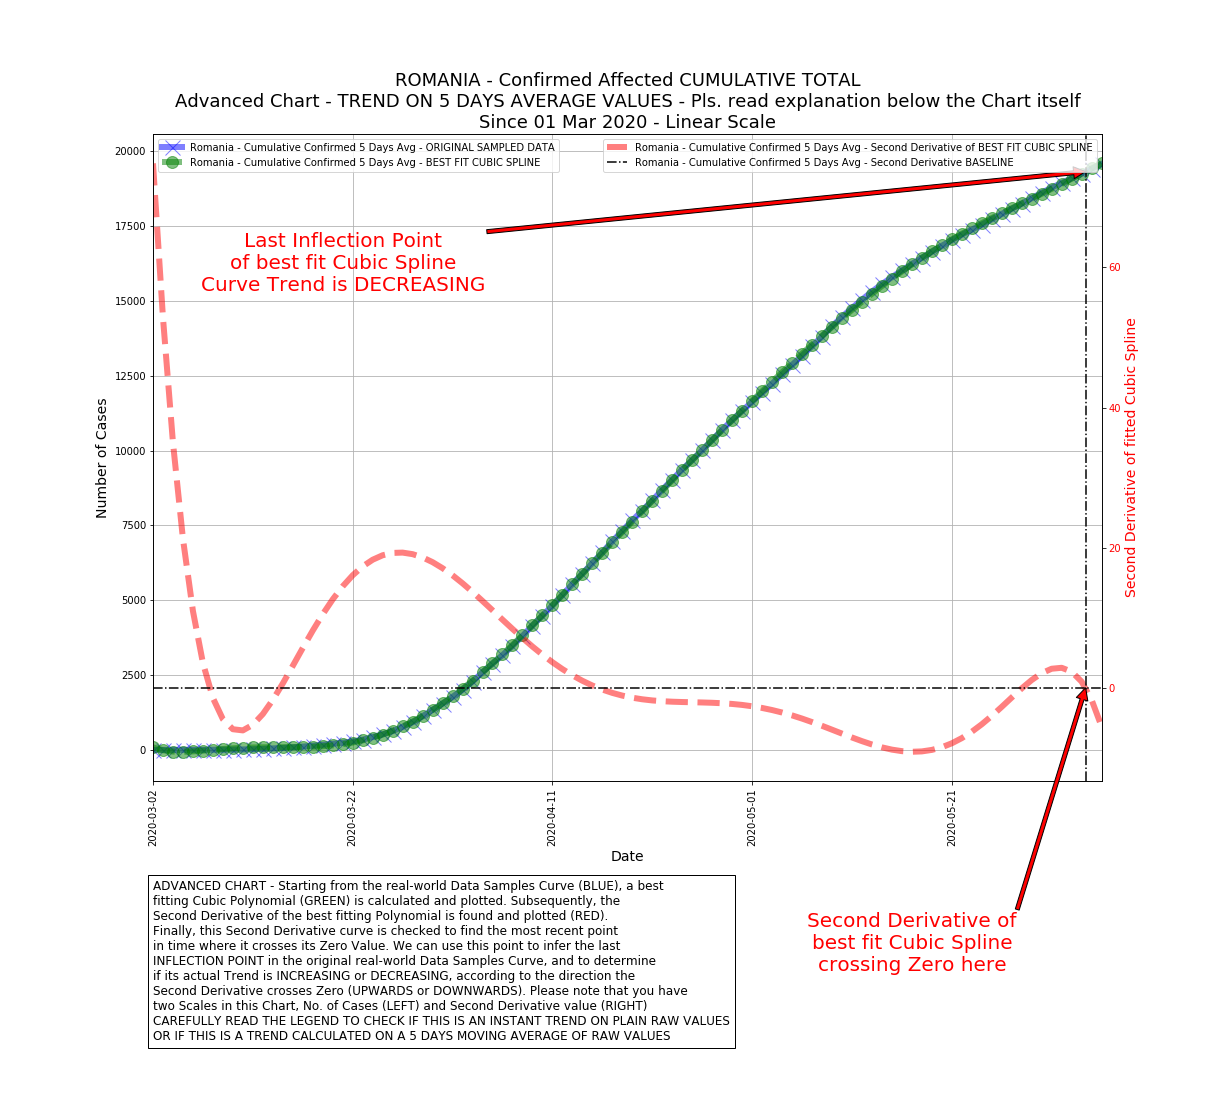 ROMANIA - Confirmed Affected CUMULATIVE TOTAL
Advanced Chart - TREND ON 5 DAYS AVERAGE VALUES - Pls. read explanation below the Chart itself
Since 01 Mar 2020 - Linear Scale
Romania - Cumulative Confirmed 5 Days Avg - ORIGINAL SAMPLED DATA
Romania - Cumulative Confirmed 5 Days Avg - BEST FIT CUBIC SPLINE
Romania - Cumulative Confirmed 5 Days Avg - Second Derivative of BEST FIT CUBIC SPLINE
Romania - Cumulative Confirmed 5 Days Avg - Second Derivative BASELINE
Last Inflection Point
of best fit Cubic Spline
Curve Trend is DECREASING
Number of Cases
20000
17500
15000
12500
10000
7500
5000
2500
0
60
40
20
0
Second Derivative of fitted Cubic Spline
2020-03-02
2020-03-22
2020-04-11
2020-05-01
2020-05-21
Date
Second Derivative of
best fit Cubic Spline
crossing Zero here
ADVANCED CHART - Starting from the real-world Data Samples Curve (BLUE), a best
fitting Cubic Polynomial (GREEN) is calculated and plotted. Subsequently, the
Second Derivative of the best fitting Polynomial is found and plotted (RED).
Finally, this Second Derivative curve is checked to find the most recent point
in time where it crosses its Zero Value. We can use this point to infer the last
INFLECTION POINT in the original real-world Data Samples Curve, and to determine
if its actual Trend is INCREASING or DECREASING, according to the direction the
Second Derivative crosses Zero (UPWARDS or DOWNWARDS). Please note that you have
two Scales in this Chart, No. of Cases (LEFT) and Second Derivative value (RIGHT)
CAREFULLY READ THE LEGEND TO CHECK IF THIS IS AN INSTANT TREND ON PLAIN RAW VALUES
OR IF THIS IS A TREND CALCULATED ON A 5 DAYS MOVING AVERAGE OF RAW VALUES